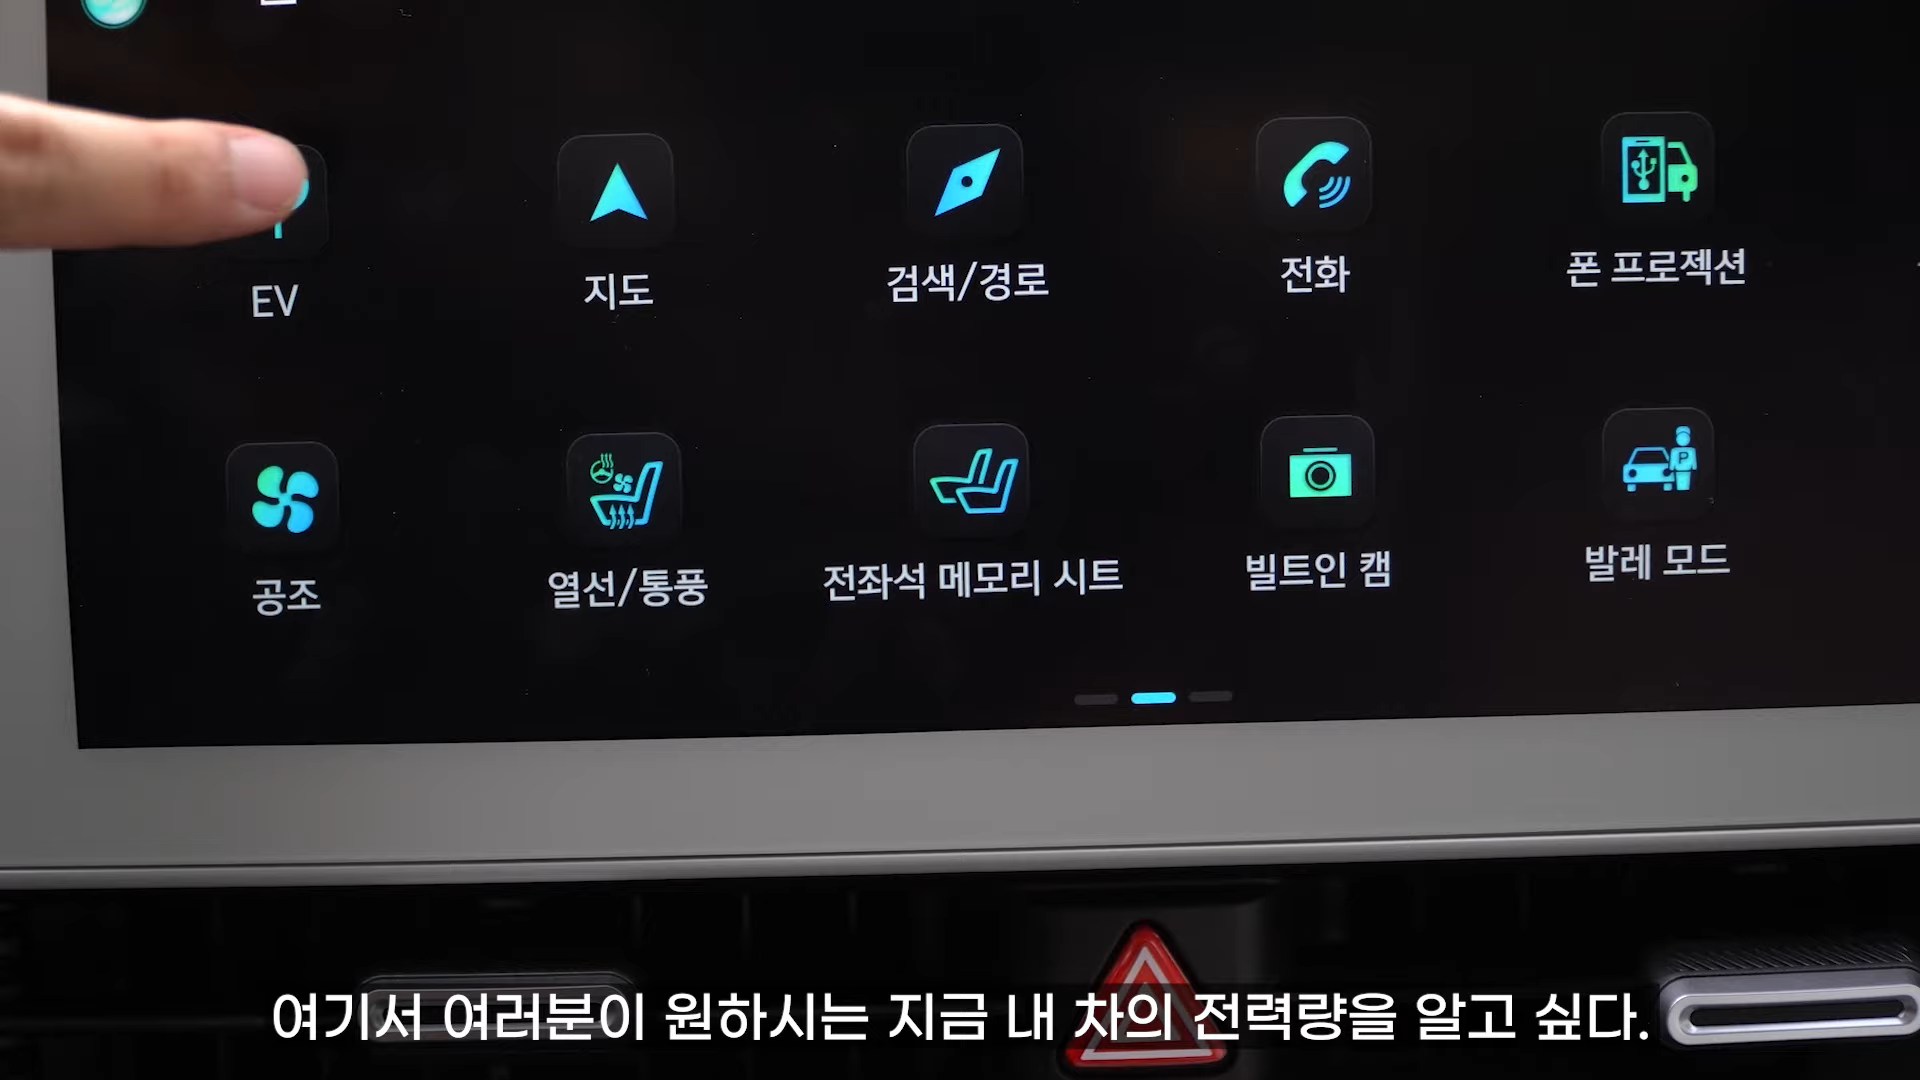 EV
지도
검색/경로
전화
폰 프로젝션
공조
열선/통풍
전좌석 메모리 시트
빌트인 캠
발레 모드
여기서 여러분이 원하시는 지금 내 차의 전력량을 알고 싶다.